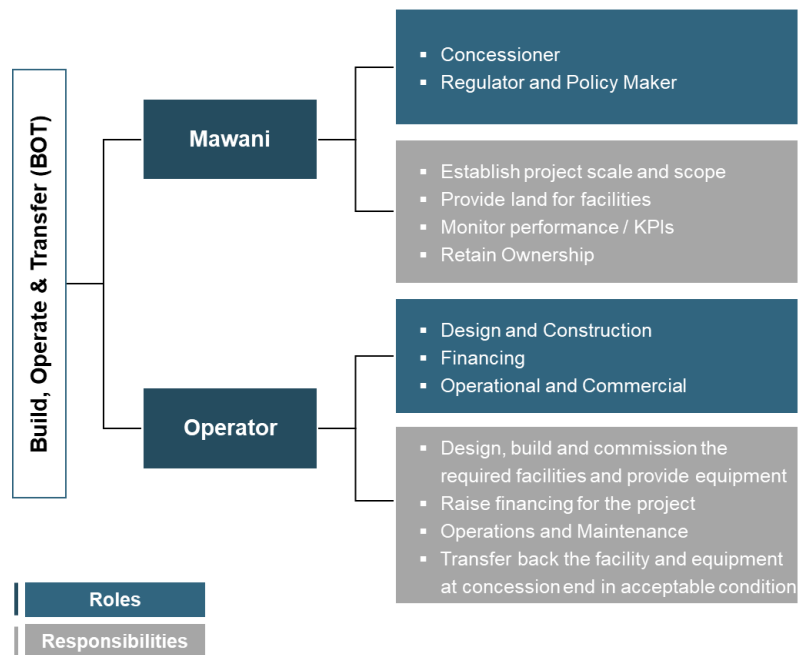 Build, Operate & Transfer (BOT)
Mawani
▪ Concessioner
▪ Regulator and Policy Maker
▪ Establish project scale and scope
▪ Provide land for facilities
▪ Monitor performance / KPIs
▪ Retain Ownership
Operator
▪ Design and Construction
▪ Financing
▪ Operational and Commercial
▪ Design, build and commission the
required facilities and provide equipment
▪ Raise financing for the project
▪ Operations and Maintenance
▪ Transfer back the facility and equipment
at concession end in acceptable condition
Roles
Responsibilities